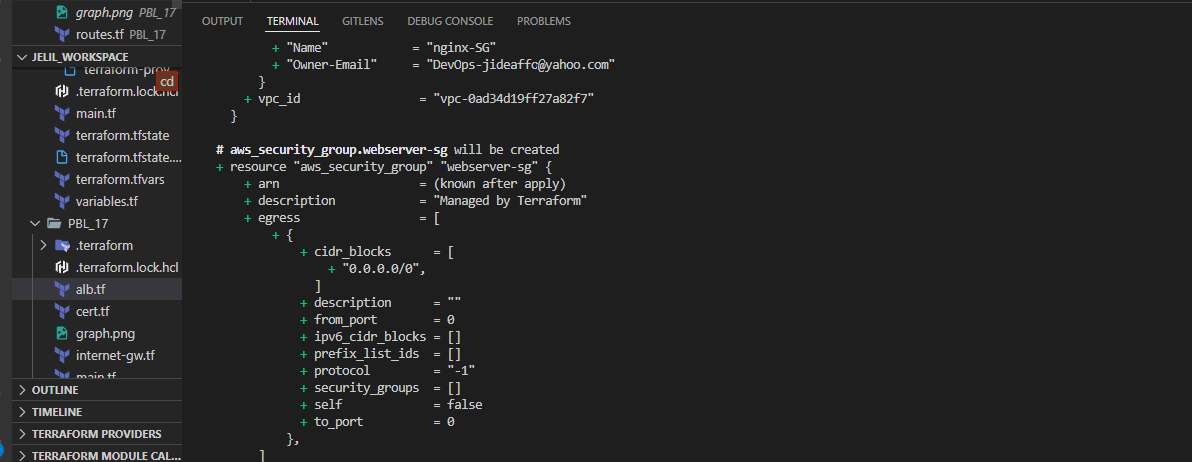 graph.png PBL_17
routes.tf PBL_17
JELIL_WORKSPACE
terraform-prov
cd
.terraform.lock.hcl
main.tf
terraform.tfstate
terraform.tfstate....
terraform.tfvars
variables.tf
PBL_17
.terraform
.terraform.lock.hcl
alb.tf
cert.tf
graph.png
internet-gw.tf
main.tf
OUTLINE
TIMELINE
TERRAFORM PROVIDERS
TERRAFORM MODULE CAL...
OUTPUT TERMINAL GITLENS DEBUG CONSOLE PROBLEMS
+ "Name" = "nginx-SG"
+ "Owner-Email" = "DevOps-jideaffc@yahoo.com"
}
+ vpc_id = "vpc-0ad34d19ff27a82f7"
}
# aws_security_group.webserver-sg will be created
+ resource "aws_security_group" "webserver-sg" {
+ arn = (known after apply)
+ description = "Managed by Terraform"
+ egress = [
+ {
+ cidr_blocks = [
+ "0.0.0.0/0",
]
+ description = ""
+ from_port = 0
+ ipv6_cidr_blocks = []
+ prefix_list_ids = []
+ protocol = "-1"
+ security_groups = []
+ self = false
+ to_port = 0
},
]